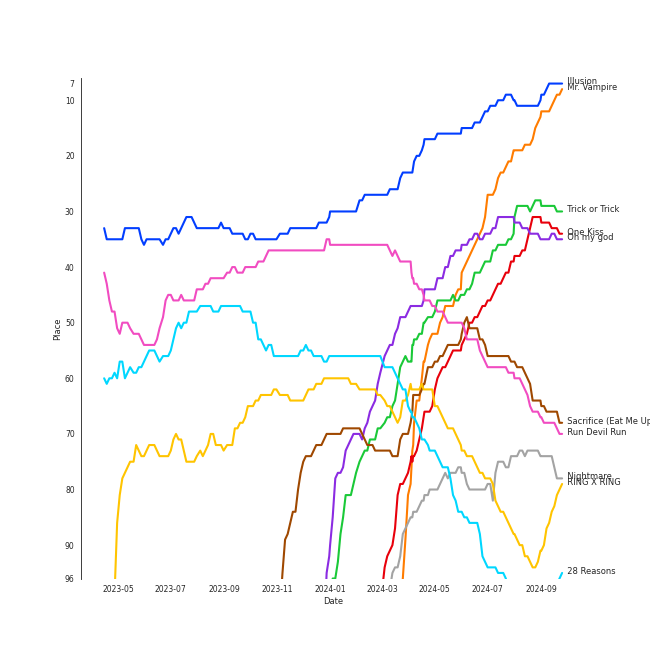 7
10
20
30
40
50
60
70
80
90
96
Place
2023-05
2023-07
2023-09
2023-11
2024-01
2024-03
2024-05
2024-07
2024-09
Date
Illusion
Mr. Vampire
Trick or Trick
One Kiss
Oh my god
Sacrifice (Eat Me Up
Run Devil Run
Nightmare
RING X RING
28 Reasons